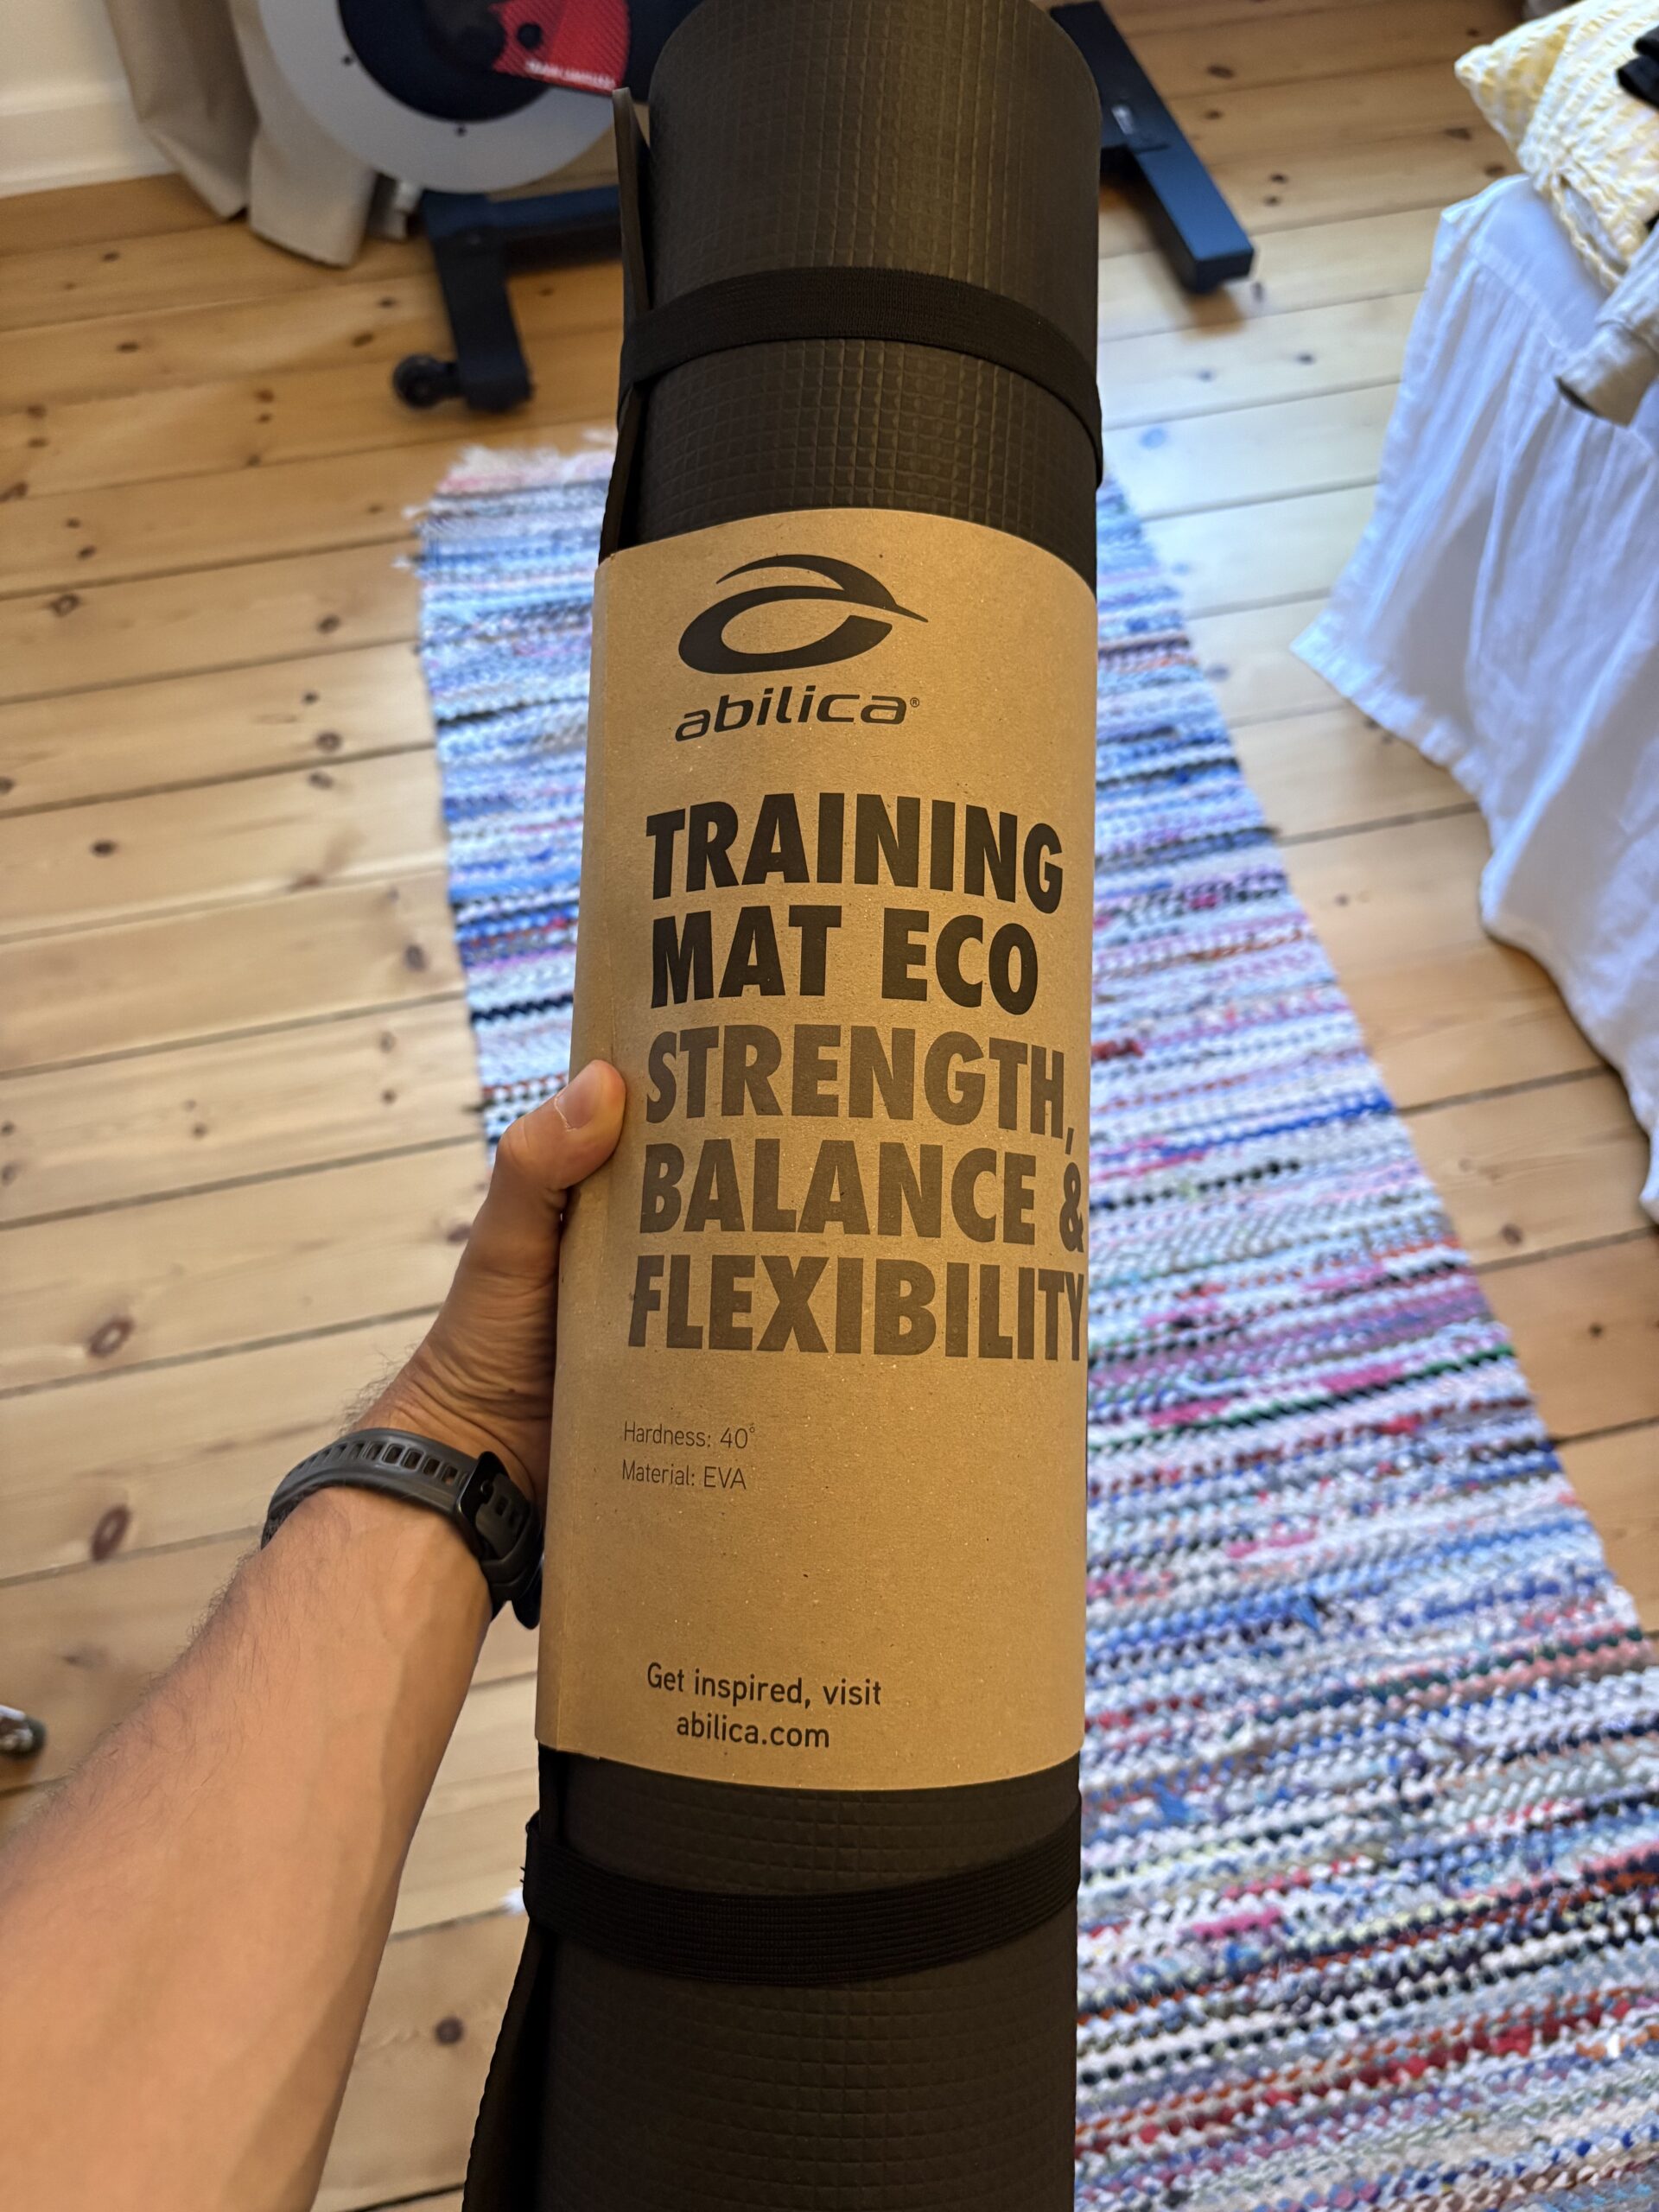 abilica®
TRAINING
MAT ECO
STRENGTH,
BALANCE &
FLEXIBILITY
Hardness: 40°
Material: EVA
Get inspired, visit
abilica.com